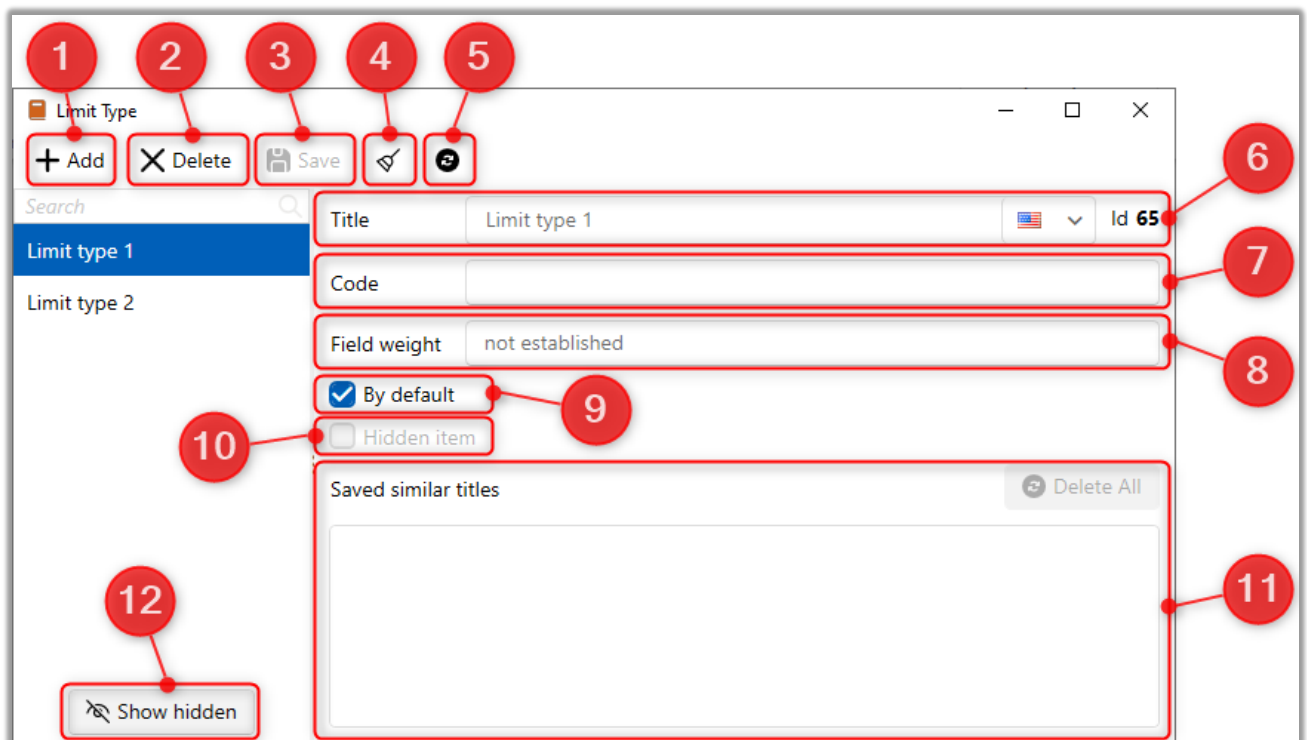 1 2 3 4 5
Limit Type
Add Delete Save
6
Search
Title Limit type 1 Id 65
Limit type 1
7
Code
Limit type 2
Field weight not established
8
By default
9
10
Hidden item
Saved similar titles Delete All
11
12
Show hidden